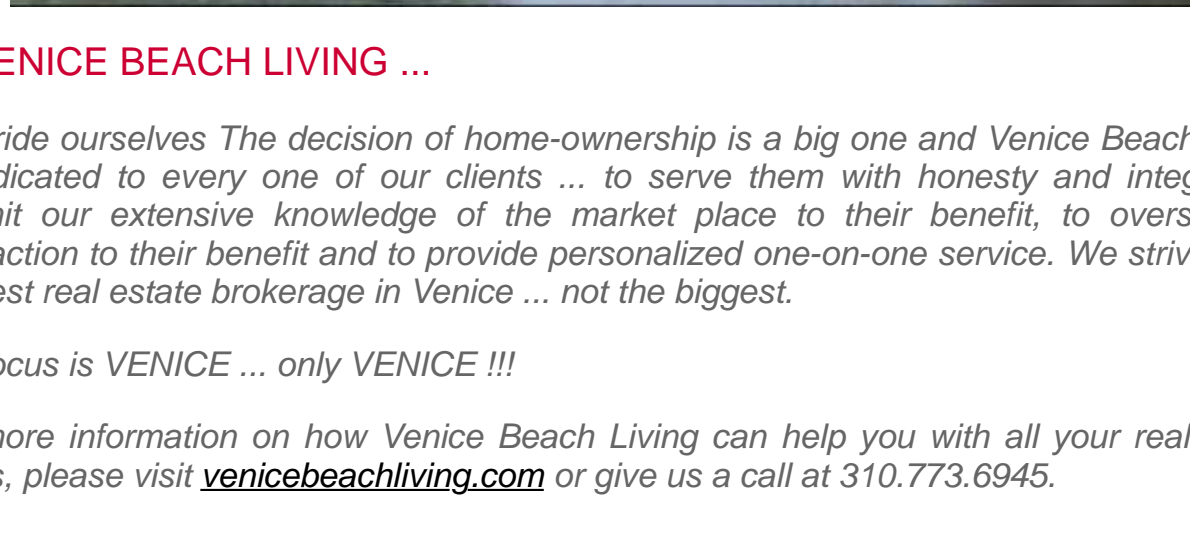 ENICE BEACH LIVING ...
ride ourselves The decision of home-ownership is a big one and Venice Beach
dicated to every one of our clients ... to serve them with honesty and integ
nit our extensive knowledge of the market place to their benefit, to overs
action to their benefit and to provide personalized one-on-one service. We striv
est real estate brokerage in Venice ... not the biggest.
ocus is VENICE ... only VENICE !!!
more information on how Venice Beach Living can help you with all your real
s, please visit venicebeachliving.com or give us a call at 310.773.6945.